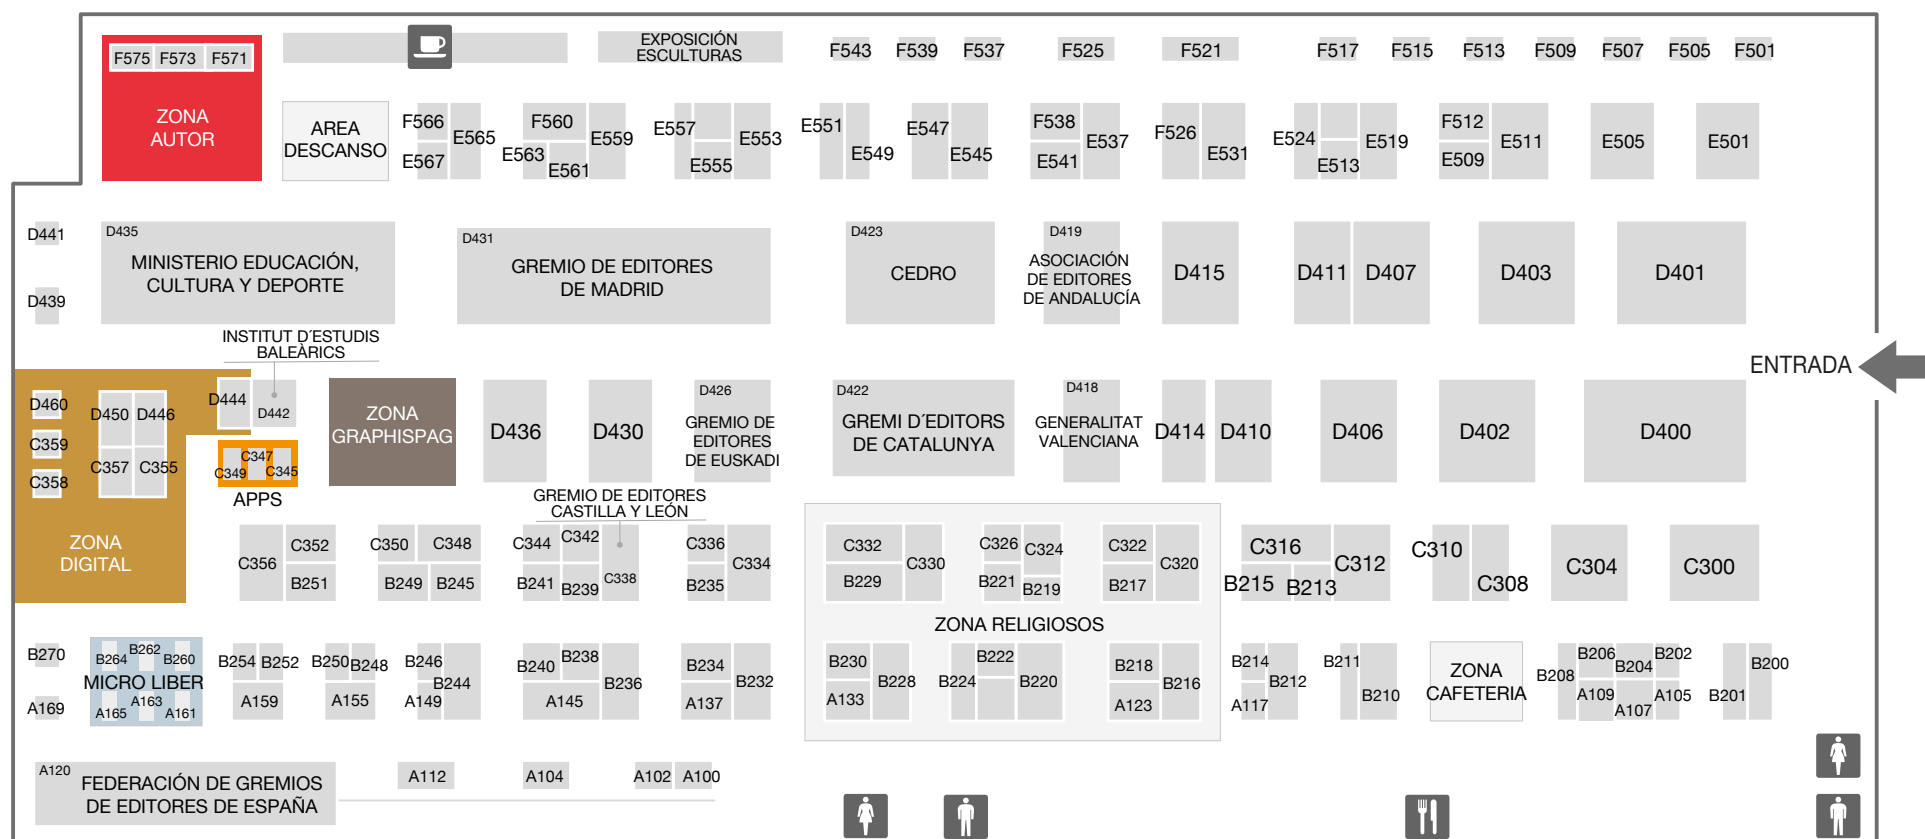 EXPOSICIÓN
ESCULTURAS
F543
F539
F537
F525
F521
F517
F515
F513
F509
F507
F505
F501
F575
F573
F571
ZONA
AUTOR
AREA
DESCANSO
F566
E567
E565
F560
E563
E561
E559
E557
E555
E553
E551
E549
E547
E545
F538
E541
E537
F526
E531
E524
E513
E519
F512
E509
E511
E505
E501
D441
D439
D435
MINISTERIO EDUCACIÓN,
CULTURA Y DEPORTE
D431
GREMIO DE EDITORES
DE MADRID
D423
CEDRO
D419
ASOCIACIÓN
DE EDITORES
DE ANDALUCÍA
D415
D411
D407
D403
D401
INSTITUT D´ESTUDIS
BALEÀRICS
ENTRADA
D460
C359
C358
D450
D446
C357
C355
D444
D442
C349
C347
C345
APPS
ZONA
GRAPHISPAG
D436
D430
D426
GREMIO DE
EDITORES
DE EUSKADI
D422
GREMI D´EDITORS
DE CATALUNYA
D418
GENERALITAT
VALENCIANA
D414
D410
D406
D402
D400
ZONA
DIGITAL
GREMIO DE EDITORES
CASTILLA Y LEÓN
C356
C352
B251
C350
C348
B249
B245
C344
C342
B241
B239
C338
C336
B235
C334
C332
B229
C330
C326
C324
B221
B219
C322
B217
C320
ZONA RELIGIOSOS
C316
B215
B213
C312
C310
C308
C304
C300
B270
A169
B264
B262
B260
MICRO LIBER
A165
A163
A161
B254
B252
A159
B250
B248
A155
B246
A149
B244
B240
B238
A145
B236
B234
A137
B232
B230
A133
B228
B224
B222
B220
B218
A123
B216
B214
A117
B212
B211
B210
ZONA
CAFETERIA
B208
B206
B204
B202
A109
A107
A105
B201
B200
A120
FEDERACIÓN DE GREMIOS
DE EDITORES DE ESPAÑA
A112
A104
A102
A100